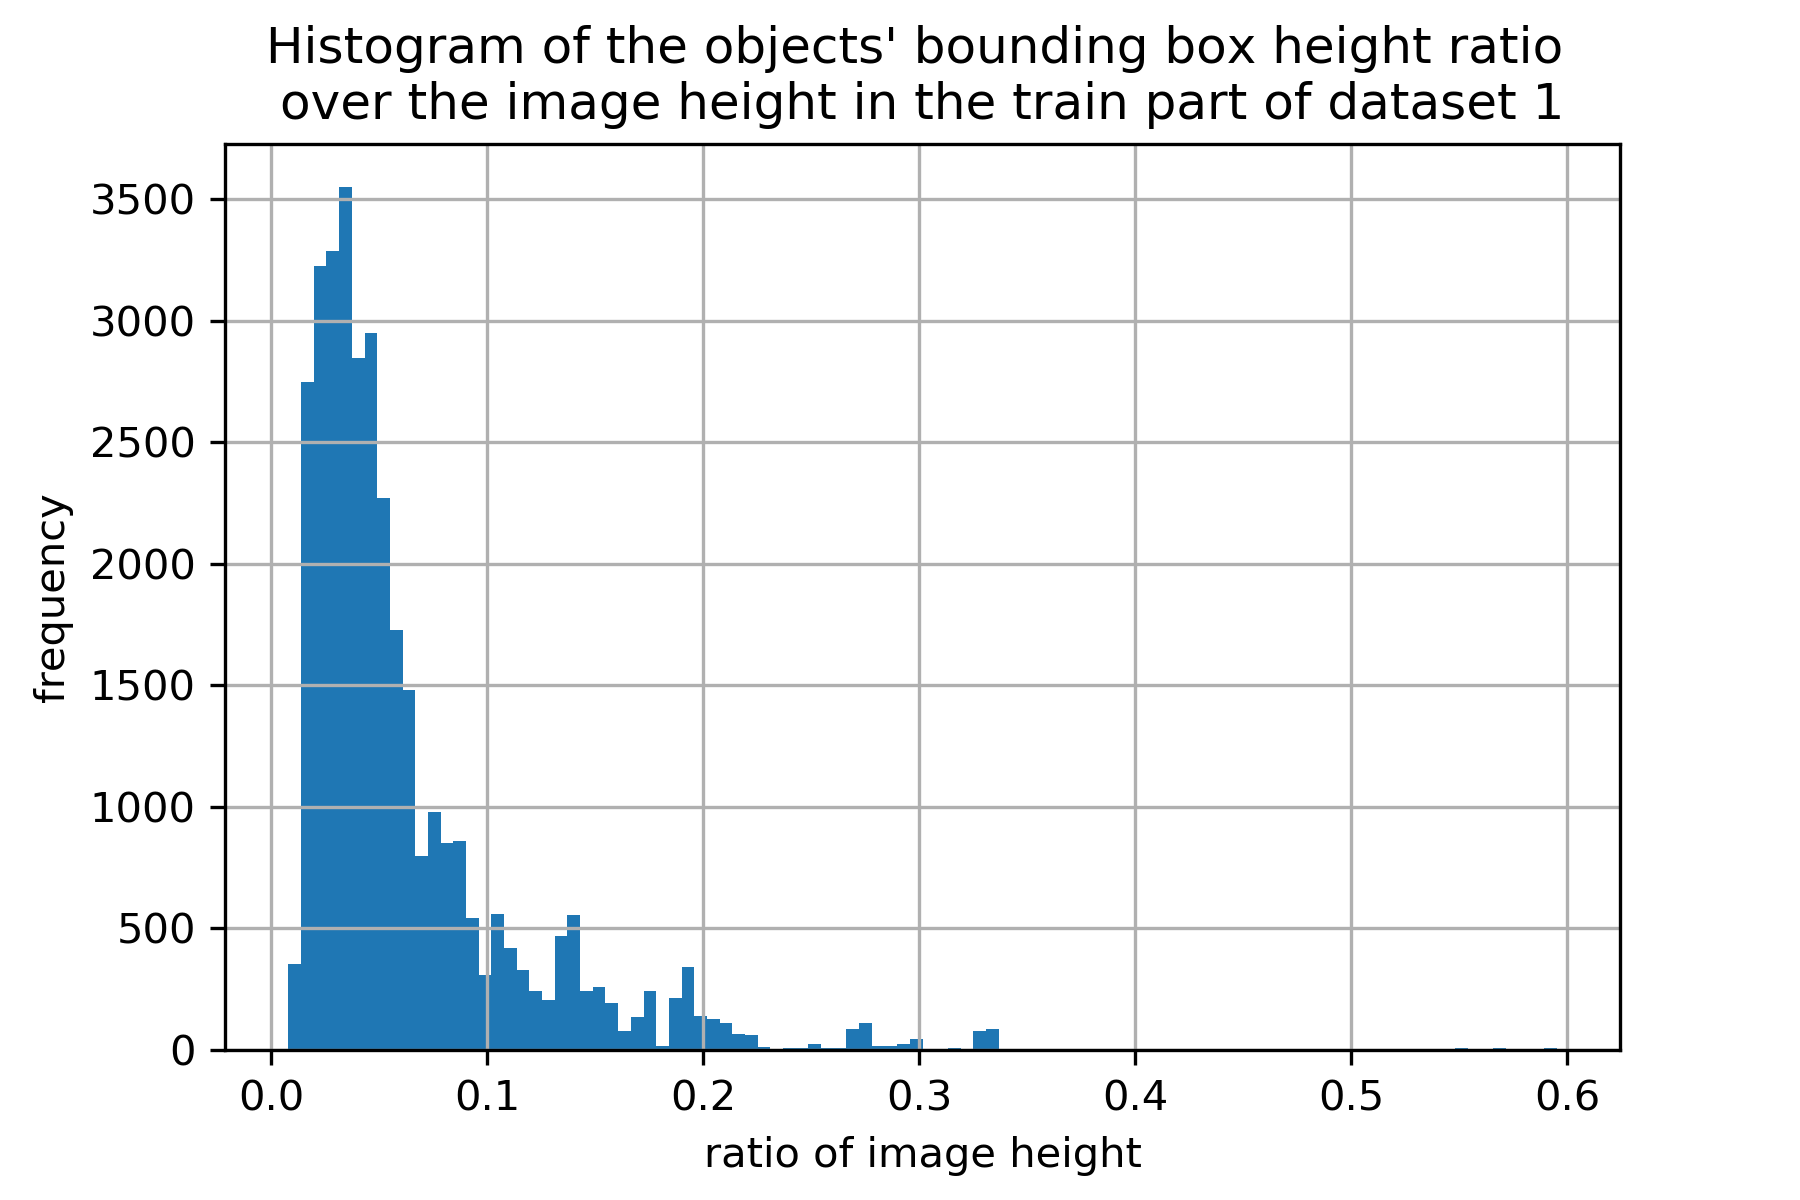 Histogram of the objects' bounding box height ratio
over the image height in the train part of dataset 1
3500
3000
2500
2000
1500
1000
500
0
frequency
0.0 0.1 0.2 0.3 0.4 0.5 0.6
ratio of image height